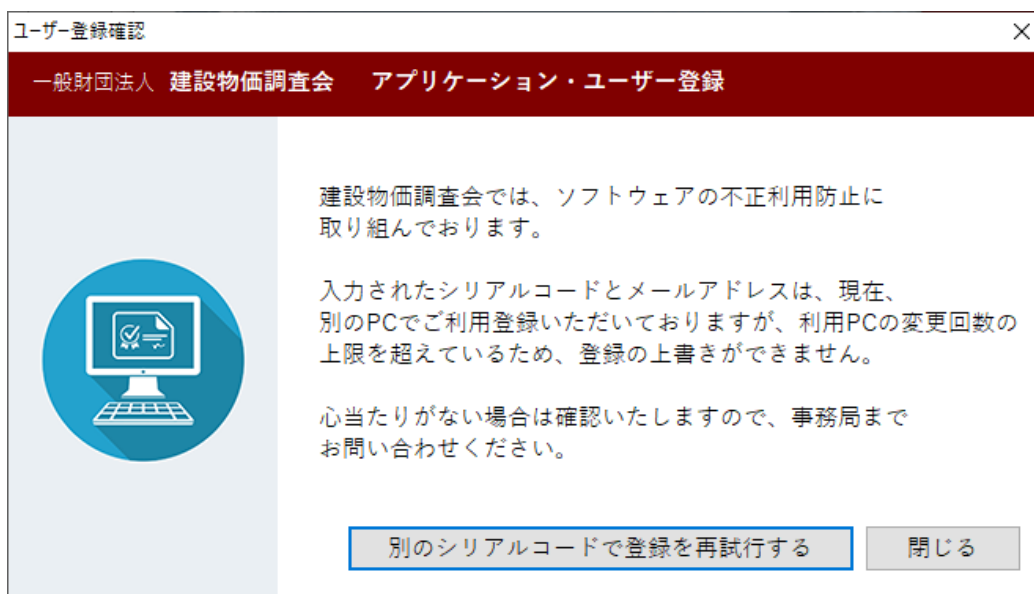 ユーザー登録確認
一般財団法人 建設物価調査会 アプリケーション・ユーザー登録
建設物価調査会では、ソフトウェアの不正利用防止に
取り組んでおります。
入力されたシリアルコードとメールアドレスは、現在、
別のPCでご利用登録いただいておりますが、利用PCの変更回数の
上限を超えているため、登録の上書きができません。
心当たりがない場合は確認いたしますので、事務局まで
お問い合わせください。
別のシリアルコードで登録を再試行する
閉じる